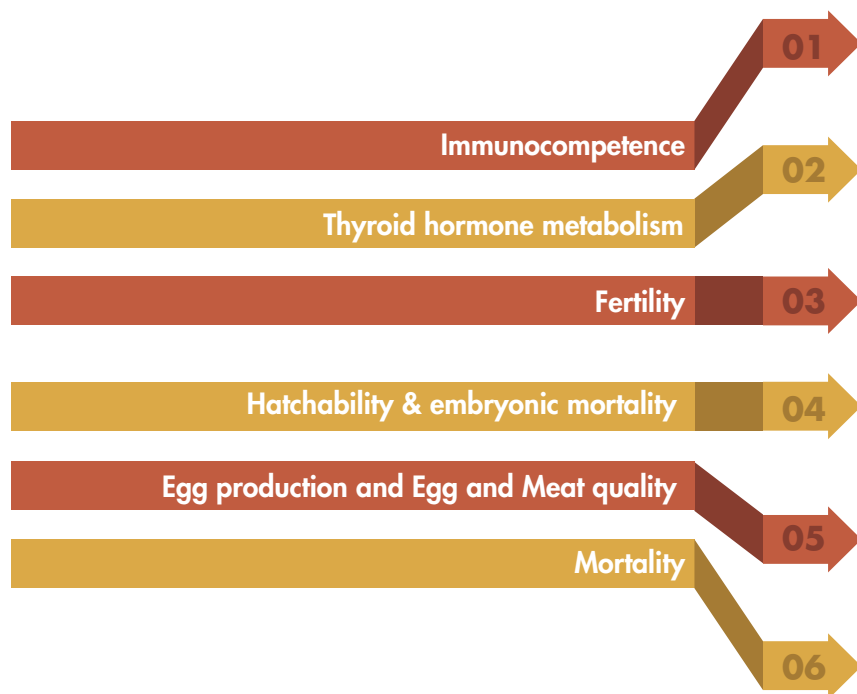 01
Immunocompetence
02
Thyroid hormone metabolism
Fertility
03
Hatchability & embryonic mortality
04
Egg production and Egg and Meat quality
05
Mortality
06